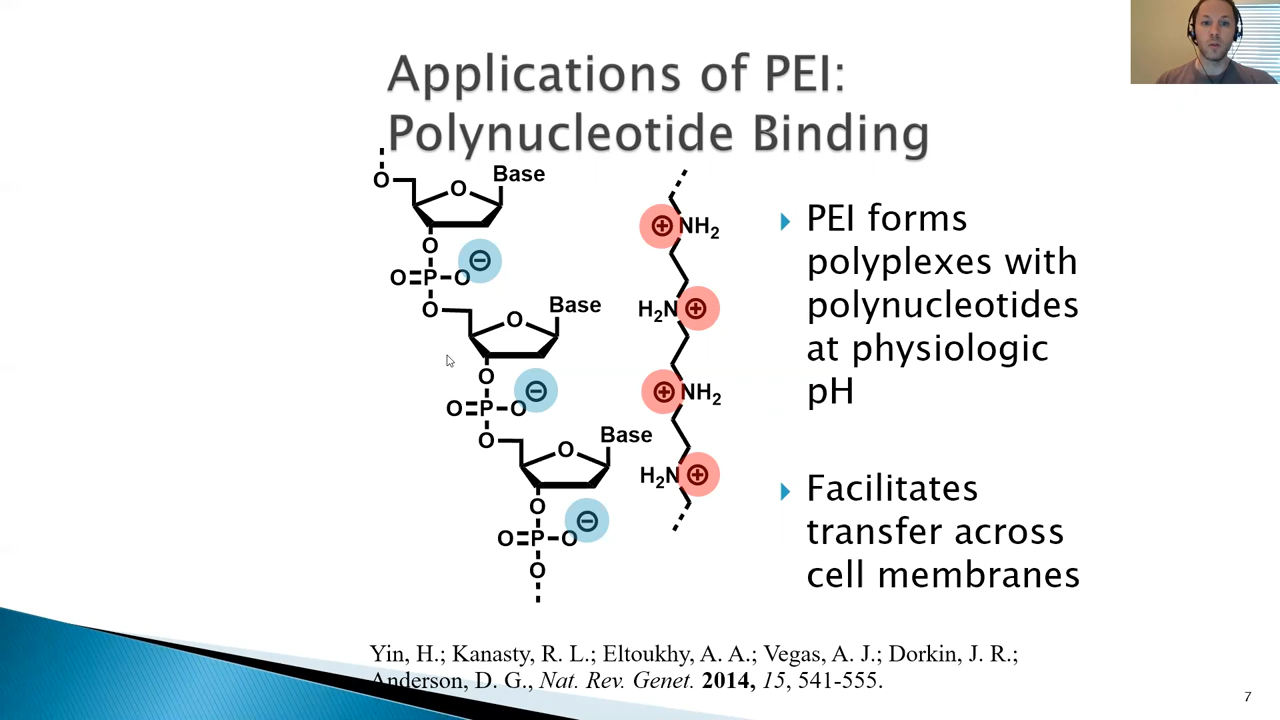 Applications of PEI:
Polynucleotide Binding
O
O
Base
O
O=P–O ⊖
O
O
Base
O
O=P–O ⊖
O
O
Base
O
O=P–O ⊖
O
⊕ NH2
H2N ⊕
⊕ NH2
H2N ⊕
PEI forms
polyplexes with
polynucleotides
at physiologic
pH
Facilitates
transfer across
cell membranes
Yin, H.; Kanasty, R. L.; Eltoukhy, A. A.; Vegas, A. J.; Dorkin, J. R.;
Anderson, D. G., Nat. Rev. Genet. 2014, 15, 541-555.
7